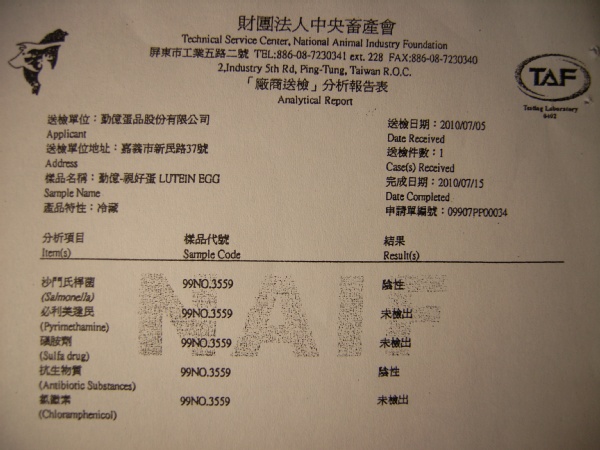 財團法人中央畜產會
Technical Service Center, National Animal Industry Foundation
屏東市工業五路二號 TEL:886-08-7230341 ext. 228 FAX:886-08-7230340
2,Industry 5th Rd, Ping-Tung, Taiwan R.O.C.
「廠商送檢」分析報告表
Analytical Report
TAF
Testing Laboratory
送檢單位：勤億蛋品股份有限公司 送檢日期：2010/07/05
Applicant Date Received
送檢單位地址：嘉義市新民路37號 送檢件數：1
Address Case(s) Received
樣品名稱：勤億-視好蛋 LUTEIN EGG 完成日期：2010/07/15
Sample Name Date Completed
產品特性：冷藏 申請單編號：09907PP00034
分析項目 樣品代號 結果
Item(s) Sample Code Result(s)
沙門氏桿菌 99NO.3559 陰性
(Salmonella)
必利美達民 99NO.3559 未檢出
(Pyrimethamine)
磺胺劑 99NO.3559 未檢出
(Sulfa drug)
抗生物質 99NO.3559 陰性
(Antibiotic Substances)
氯黴素 99NO.3559 未檢出
(Chloramphenicol)
NAIF